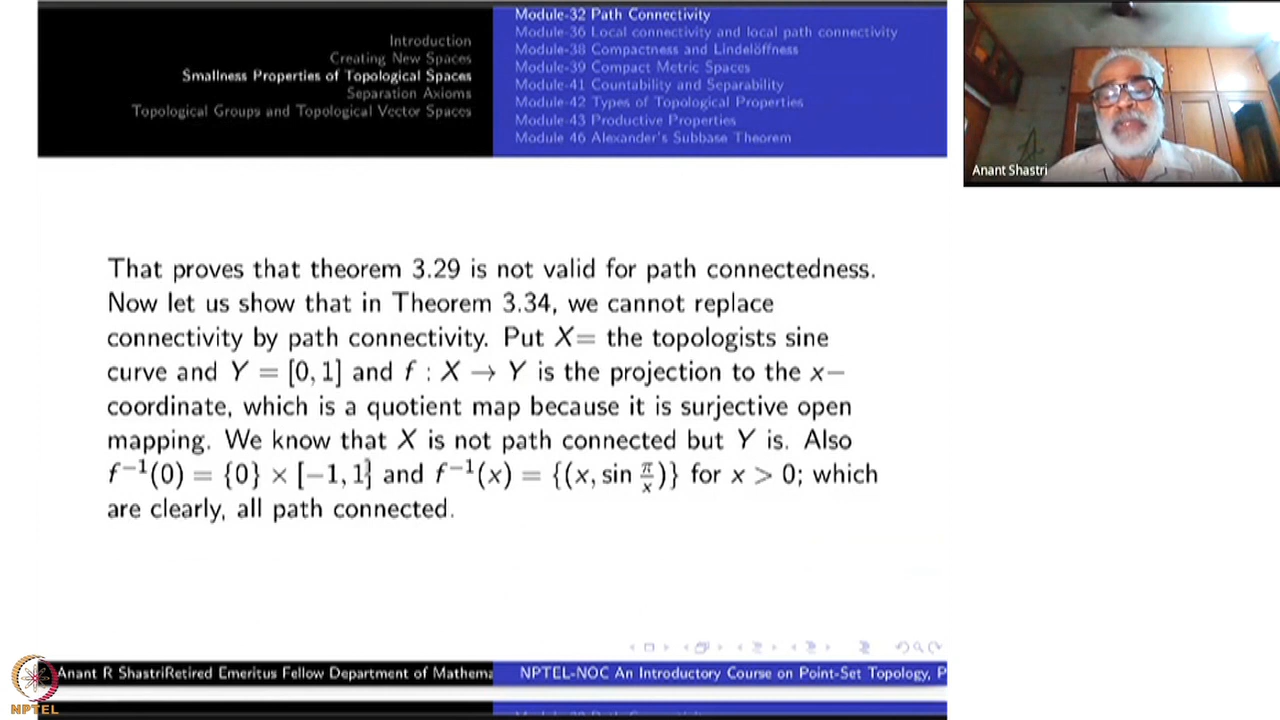 Introduction
Creating New Spaces
Smallness Properties of Topological Spaces
Separation Axioms
Topological Groups and Topological Vector Spaces
Module-32 Path Connectivity
Module-36 Local connectivity and local path connectivity
Module-38 Compactness and Lindelöffness
Module-39 Compact Metric Spaces
Module-41 Countability and Separability
Module-42 Types of Topological Properties
Module-43 Productive Properties
Module 46 Alexander's Subbase Theorem
Anant Shastri
That proves that theorem 3.29 is not valid for path connectedness.
Now let us show that in Theorem 3.34, we cannot replace
connectivity by path connectivity. Put X= the topologists sine
curve and Y = [0, 1] and f : X → Y is the projection to the x−
coordinate, which is a quotient map because it is surjective open
mapping. We know that X is not path connected but Y is. Also
f⁻¹(0) = {0} × [−1, 1] and f⁻¹(x) = {(x, sin π/x)} for x > 0; which
are clearly, all path connected.
Anant R ShastriRetired Emeritus Fellow Department of Mathema
NPTEL-NOC An Introductory Course on Point-Set Topology, P
NPTEL